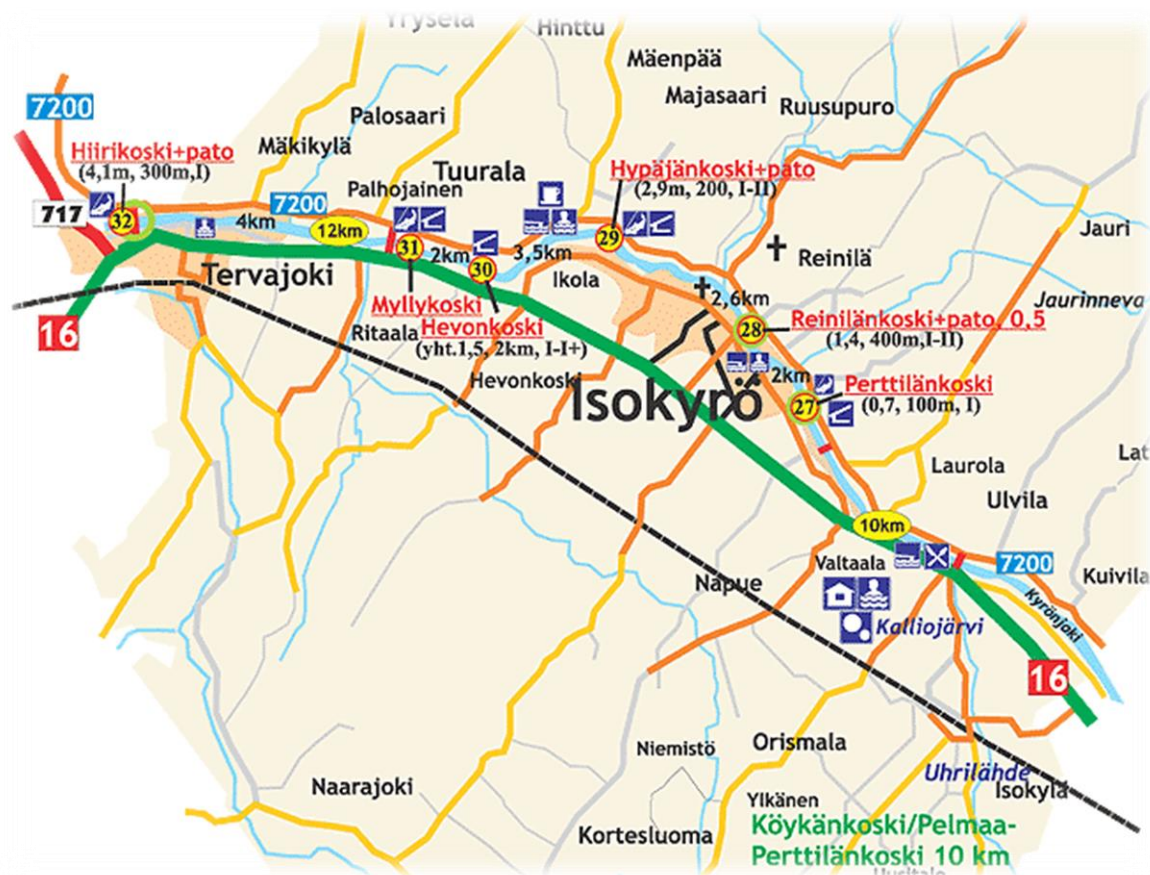 Yryselä
Hinttu
Mäenpää
Majasaari
Ruusupuro
7200
Palosaari
Mäkikylä
Hiirikoski+pato
(4,1m, 300m,I)
Tuurala
Hypäjänkoski+pato
(2,9m, 200, I-II)
Palhojainen
717
32
7200
4km
12km
31
2km
30
3,5km
29
Jauri
Reinilä
Tervajoki
Ikola
2,6km
Jaurinneva
16
Myllykoski
Ritaala
Hevonkoski
(yht.1,5, 2km, I-I+)
28
Reinilänkoski+pato, 0,5
(1,4, 400m,I-II)
Hevonkoski
2km
Isokyrö
27
Perttilänkoski
(0,7, 100m, I)
Laurola
Lat
Ulvila
10km
Valtaala
7200
Napue
Kuivila
Kyrönjoki
Kalliojärvi
16
Niemistö
Orismala
Naarajoki
Uhrilähde
Isokylä
Ylkänen
Kortesluoma
Köykänkoski/Pelmaa-
Perttilänkoski 10 km